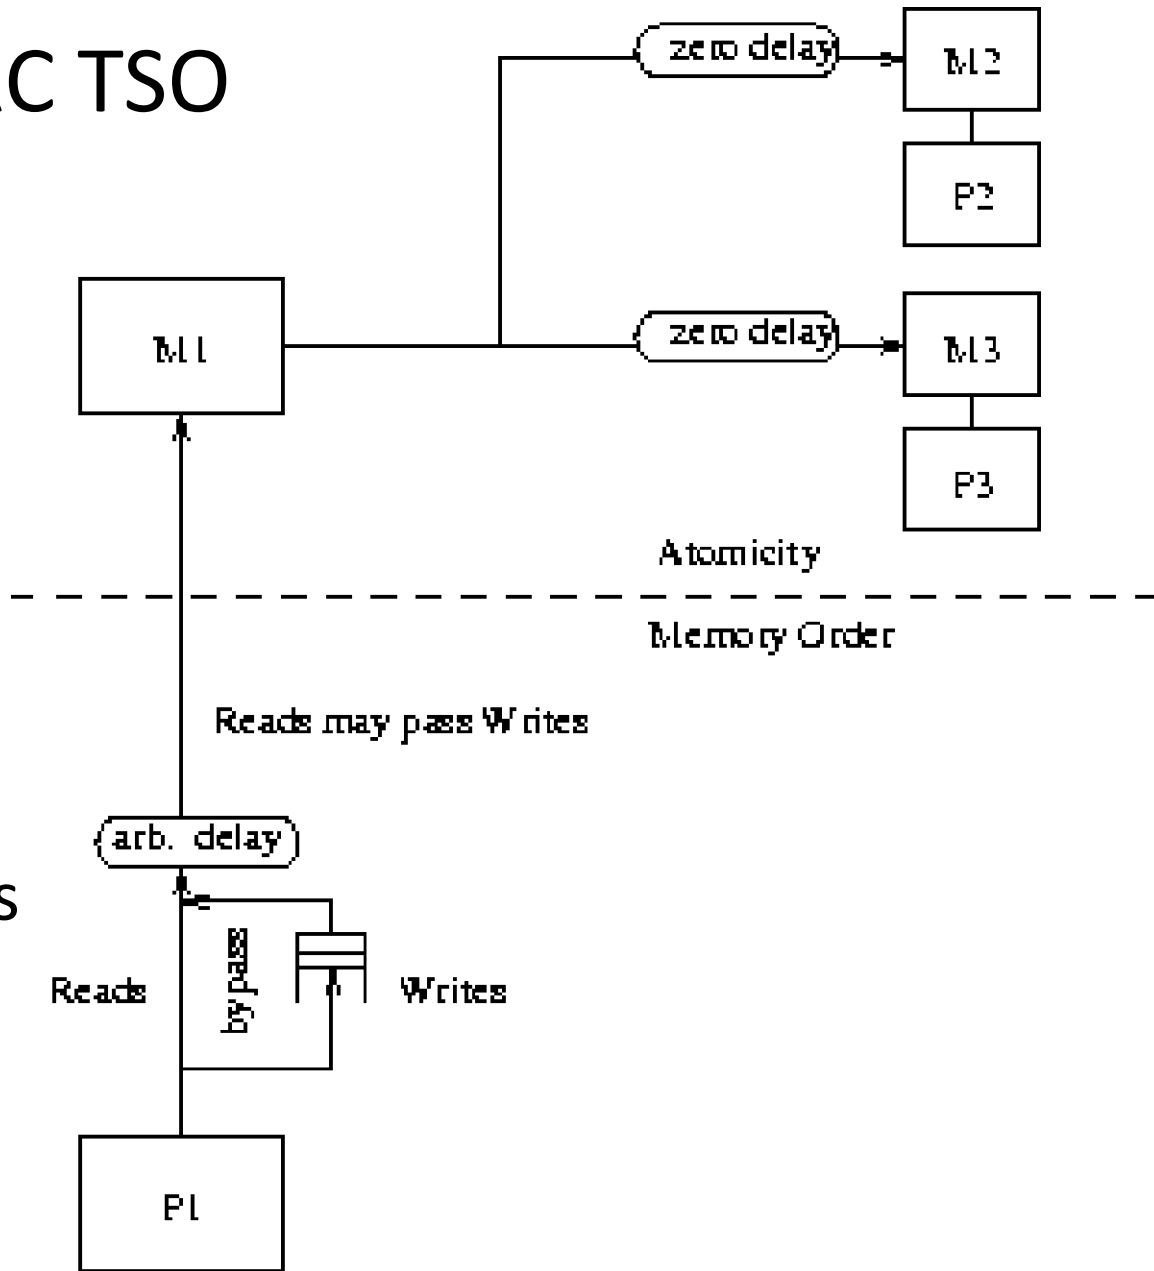 C TSO
zero delay
M2
P2
M1
zero delay
M3
P3
Atomicity
Memory Order
Reads may pass Writes
arb. delay
s
Reads
bypass
Writes
P1